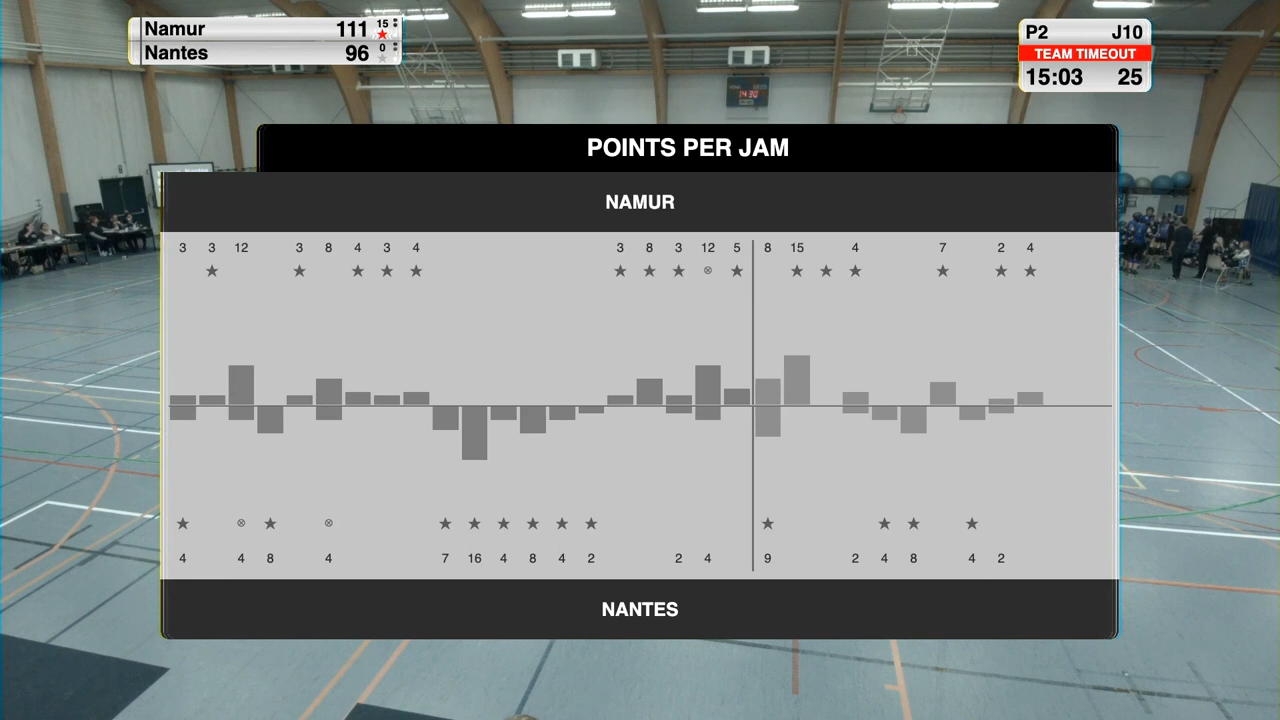 Namur 111 15
Nantes 96 0
P2 J10
TEAM TIMEOUT
15:03 25
POINTS PER JAM
NAMUR
3 3 12 3 8 4 3 4 3 8 3 12 5 8 15 4 7 2 4
4 4 8 4 7 16 4 8 4 2 2 4 9 2 4 8 4 2
NANTES